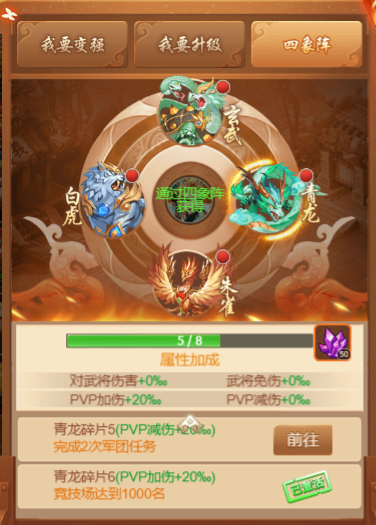 我要变强 我要升级 四象阵
玄武
白虎
通过四象阵
获得
青龙
朱雀
5/8
50
属性加成
对武将伤害+0‰ 武将免伤+0‰
PVP加伤+20‰ PVP减伤+0‰
青龙碎片5(PVP减伤+20‰)
完成2次军团任务
前往
青龙碎片6(PVP加伤+20‰)
竞技场达到1000名
已激活